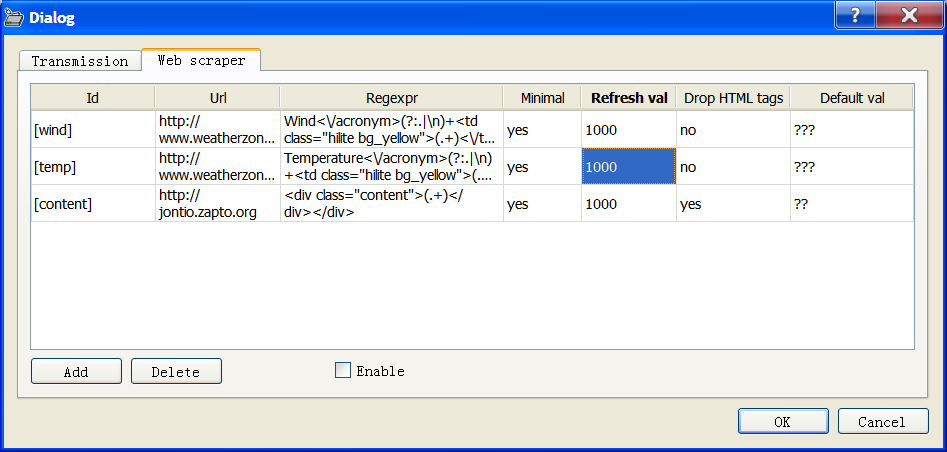 Dialog
?
Transmission
Web scraper
Id Url Regexpr Minimal Refresh val Drop HTML tags Default val
[wind] http:// Wind<\/acronym>(?:.|\n)+<td yes 1000 no ???
www.weatherzon... class="hilite bg_yellow">(.+)<\/t...
[temp] http:// Temperature<\/acronym>(?:.|\n) yes 1000 no ???
www.weatherzon... +<td class="hilite bg_yellow">(....
[content] http:// <div class="content">(.+)</ yes 1000 yes ??
jontio.zapto.org div></div>
Add Delete Enable
OK Cancel